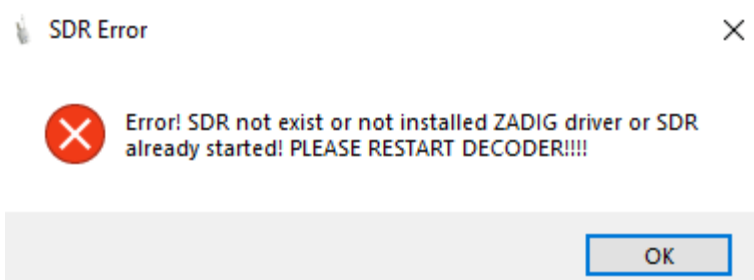 SDR Error
Error! SDR not exist or not installed ZADIG driver or SDR
already started! PLEASE RESTART DECODER!!!!
OK